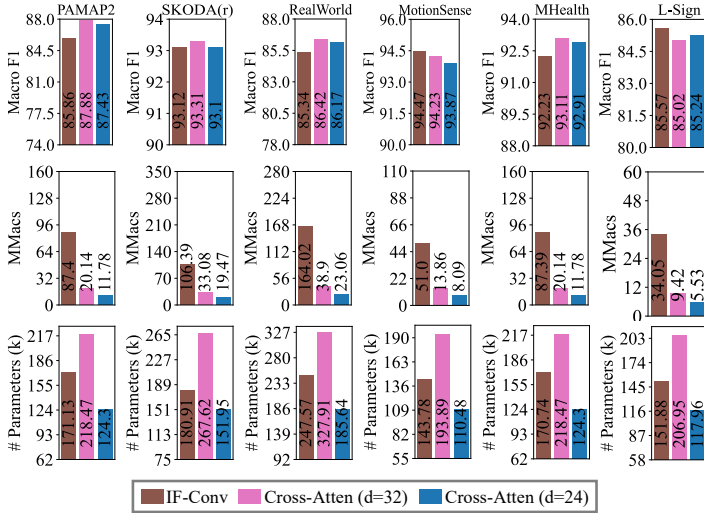 PAMAP2 SKODA(r) RealWorld MotionSense MHealth L-Sign
Macro F1 88.0 84.5 81.0 77.5 74.0 85.86 87.88 87.43
Macro F1 94 93 92 91 90 93.12 93.31 93.1
Macro F1 88.0 85.5 83.0 80.5 78.0 85.34 86.42 86.17
Macro F1 96.0 94.5 93.0 91.5 90.0 94.47 94.23 93.87
Macro F1 94.0 92.5 91.0 89.5 88.0 92.23 93.11 92.91
Macro F1 86.0 84.5 83.0 81.5 80.0 85.57 85.02 85.24
MMacs 160 128 96 64 32 0 87.4 20.14 11.78
MMacs 350 280 210 140 70 0 106.39 33.08 19.47
MMacs 280 224 168 112 56 0 164.02 38.9 23.06
MMacs 110 88 66 44 22 0 51.0 13.86 8.09
MMacs 160 128 96 64 32 0 87.39 20.14 11.78
MMacs 60 48 36 24 12 0 34.05 9.42 5.53
# Parameters (k) 217 186 155 124 93 62 171.13 218.47 124.3
# Parameters (k) 265 227 189 151 113 75 180.91 267.62 151.95
# Parameters (k) 327 280 233 186 139 92 247.57 327.91 185.64
# Parameters (k) 190 163 136 109 82 55 143.78 193.89 110.48
# Parameters (k) 217 186 155 124 93 62 170.74 218.47 124.3
# Parameters (k) 203 174 145 116 87 58 151.88 206.95 117.96
IF-Conv Cross-Atten (d=32) Cross-Atten (d=24)